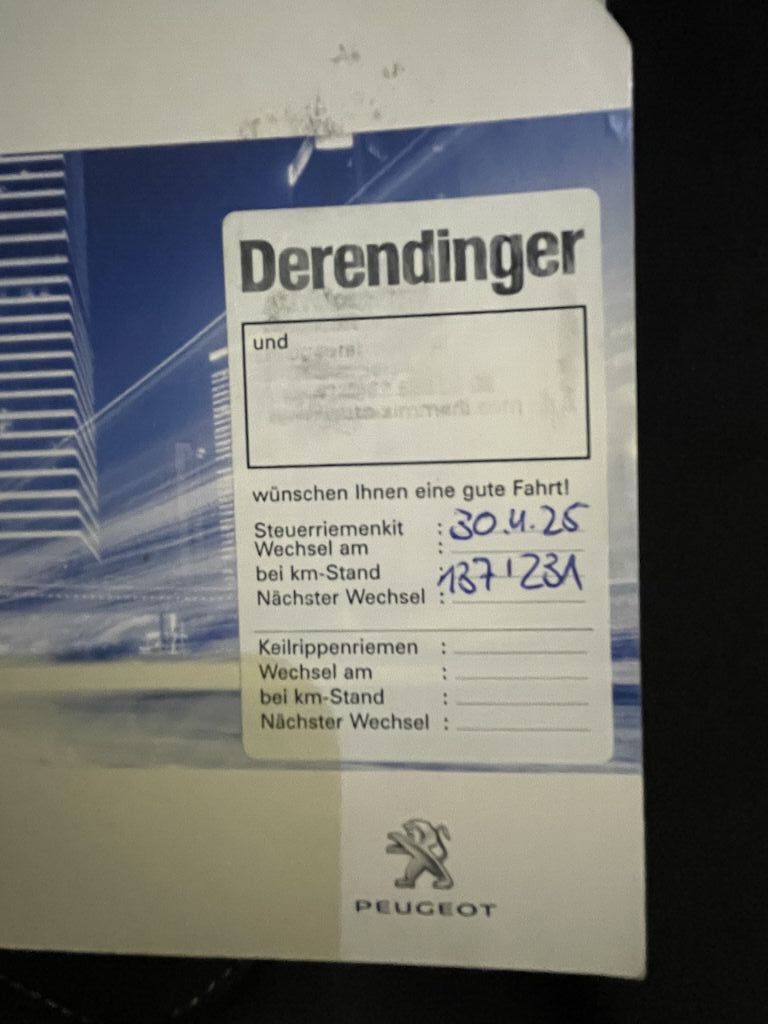 Derendinger
und
wünschen Ihnen eine gute Fahrt!
Steuerriemenkit : 30.4.25
Wechsel am :
bei km-Stand : 137'231
Nächster Wechsel :
Keilrippenriemen :
Wechsel am :
bei km-Stand :
Nächster Wechsel :
PEUGEOT